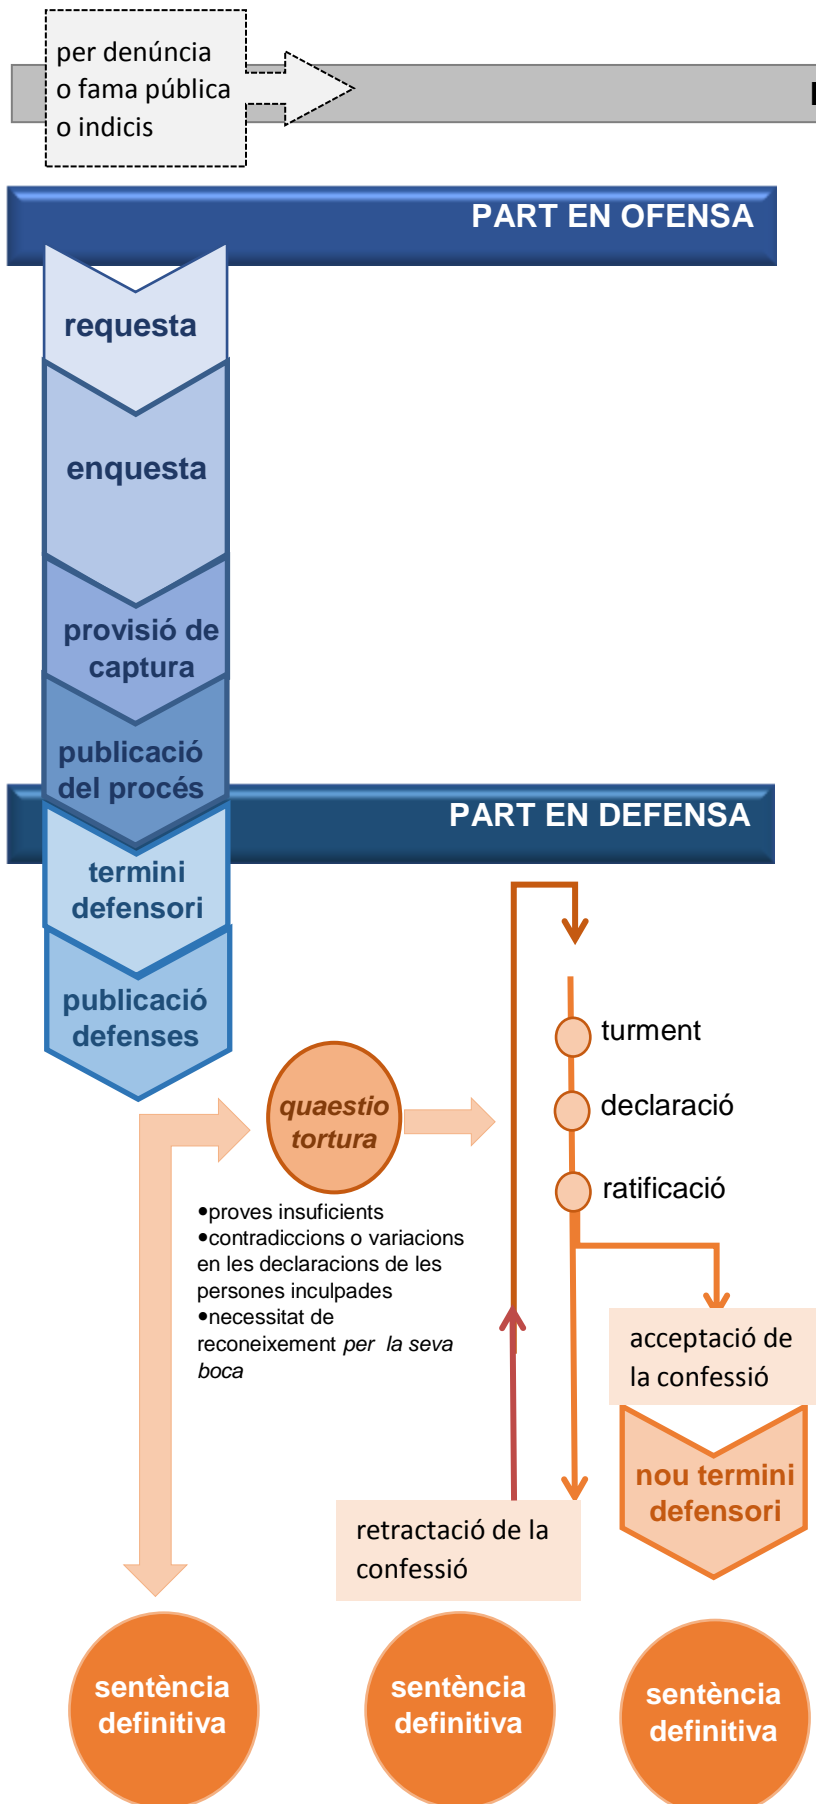 per denúncia
o fama pública
o indicis
PART EN OFENSA
requesta
enquesta
provisió de
captura
publicació
del procés
PART EN DEFENSA
termini
defensori
publicació
defenses
quaestio
tortura
•proves insuficients
•contradiccions o variacions
en les declaracions de les
persones inculpades
•necessitat de
reconeixement per la seva
boca
turment
declaració
ratificació
acceptació de
la confessió
nou termini
defensori
retractació de la
confessió
sentència
definitiva
sentència
definitiva
sentència
definitiva